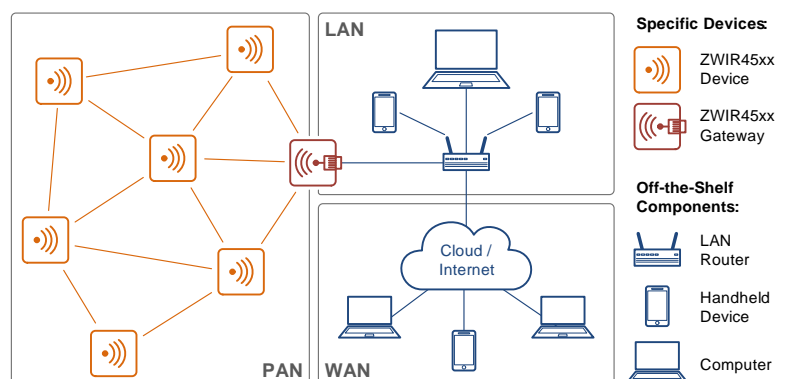 LAN
Cloud /
Internet
PAN
WAN
Specific Devices:
ZWIR45xx
Device
ZWIR45xx
Gateway
Off-the-Shelf
Components:
LAN
Router
Handheld
Device
Computer